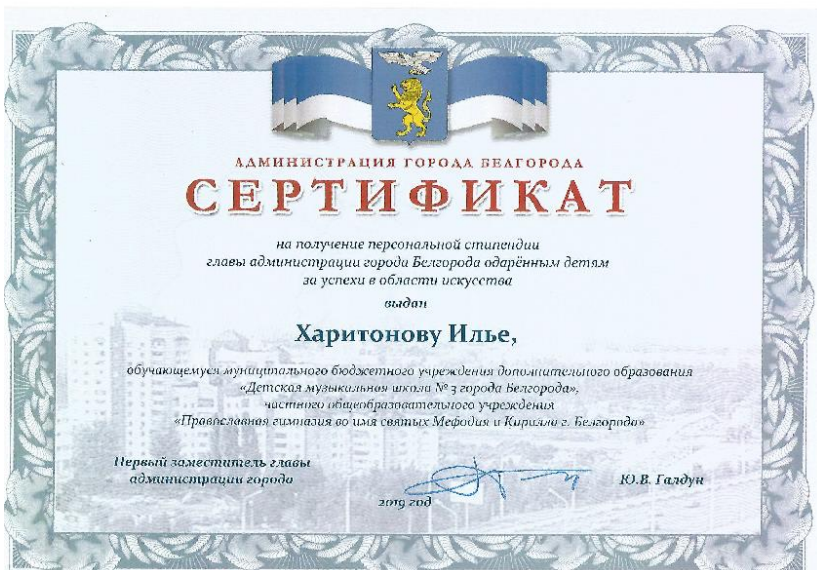 АДМИНИСТРАЦИЯ ГОРОДА БЕЛГОРОДА
СЕРТИФИКАТ
на получение персональной стипендии
главы администрации города Белгорода одарённым детям
за успехи в области искусства
выдан
Харитонову Илье,
обучающемуся муниципального бюджетного учреждения дополнительного образования
«Детская музыкальная школа № 3 города Белгорода»,
частного общеобразовательного учреждения
«Православная гимназия во имя святых Мефодия и Кирилла г. Белгорода»
Первый заместитель главы
администрации города
Ю.В. Галдун
2019 год